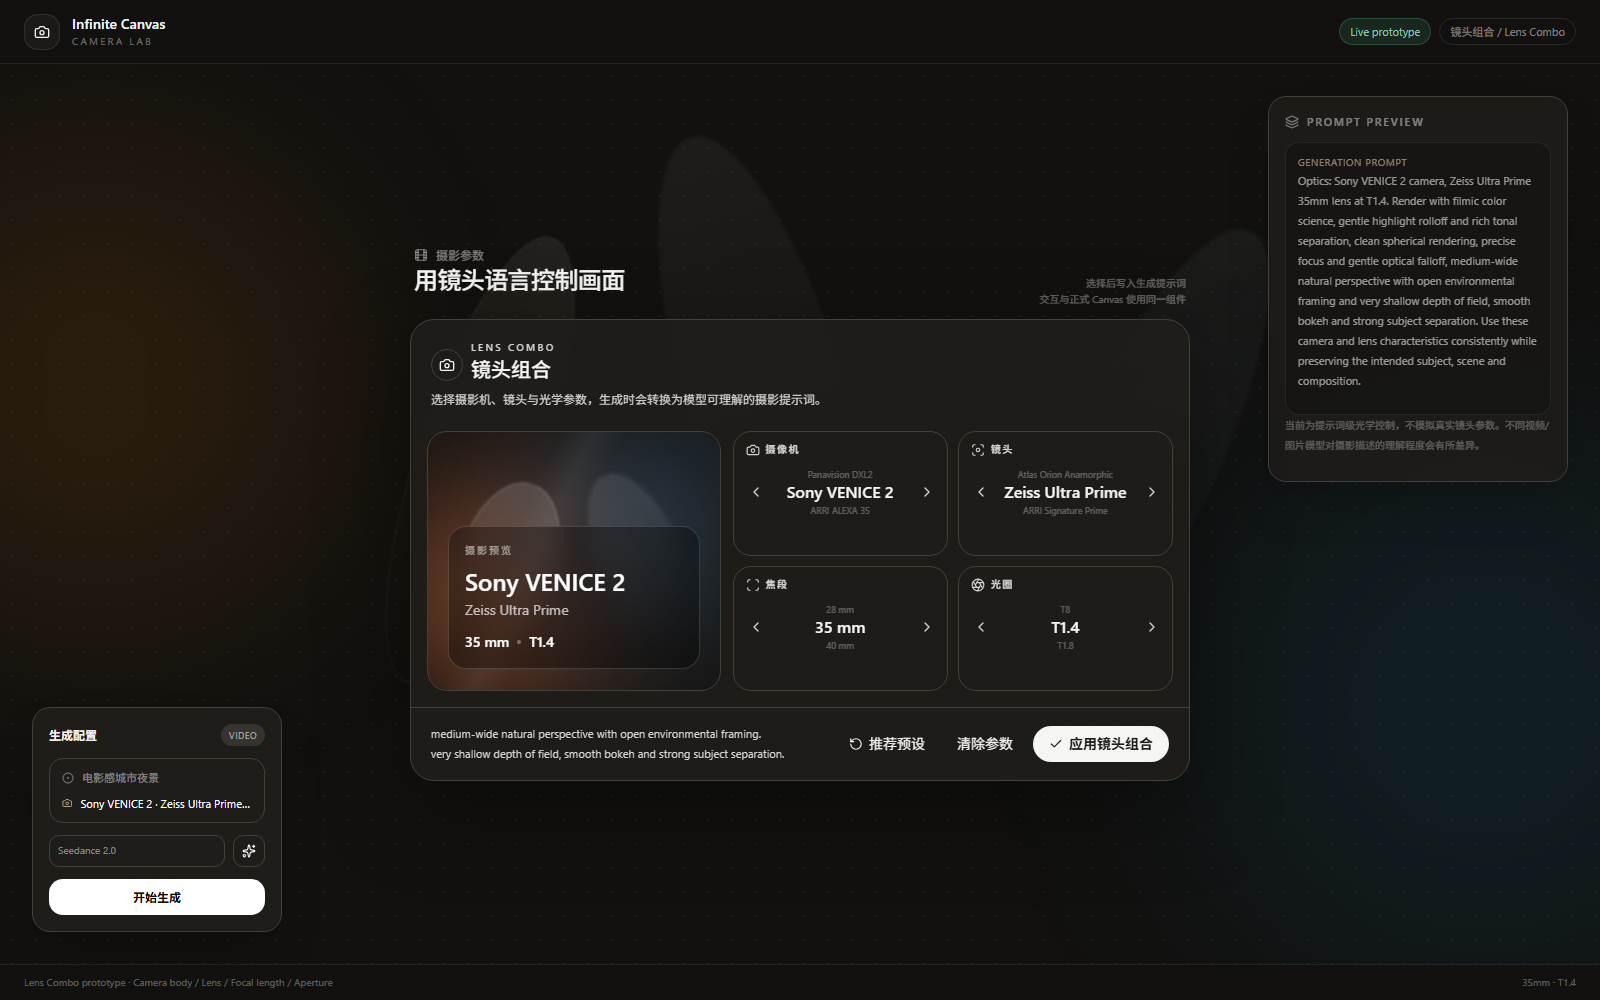 Infinite Canvas
CAMERA LAB
Live prototype
镜头组合 / Lens Combo
PROMPT PREVIEW
GENERATION PROMPT
Optics: Sony VENICE 2 camera, Zeiss Ultra Prime
35mm lens at T1.4. Render with filmic color
science, gentle highlight rolloff and rich tonal
separation, clean spherical rendering, precise
focus and gentle optical falloff, medium-wide
natural perspective with open environmental
framing and very shallow depth of field, smooth
bokeh and strong subject separation. Use these
camera and lens characteristics consistently while
preserving the intended subject, scene and
composition.
当前为提示词级光学控制，不模拟真实镜头参数。不同视频/
图片模型对摄影描述的理解程度会有所差异。
摄影参数
用镜头语言控制画面
选择后写入生成提示词
交互与正式 Canvas 使用同一组件
LENS COMBO
镜头组合
选择摄影机、镜头与光学参数，生成时会转换为模型可理解的摄影提示词。
摄影预览
Sony VENICE 2
Zeiss Ultra Prime
35 mm • T1.4
摄像机
Panavision DXL2
Sony VENICE 2
ARRI ALEXA 35
镜头
Atlas Orion Anamorphic
Zeiss Ultra Prime
ARRI Signature Prime
焦段
28 mm
35 mm
40 mm
光圈
T8
T1.4
T1.8
medium-wide natural perspective with open environmental framing.
very shallow depth of field, smooth bokeh and strong subject separation.
推荐预设
清除参数
应用镜头组合
生成配置
VIDEO
电影感城市夜景
Sony VENICE 2 · Zeiss Ultra Prime...
Seedance 2.0
开始生成
Lens Combo prototype · Camera body / Lens / Focal length / Aperture
35mm · T1.4